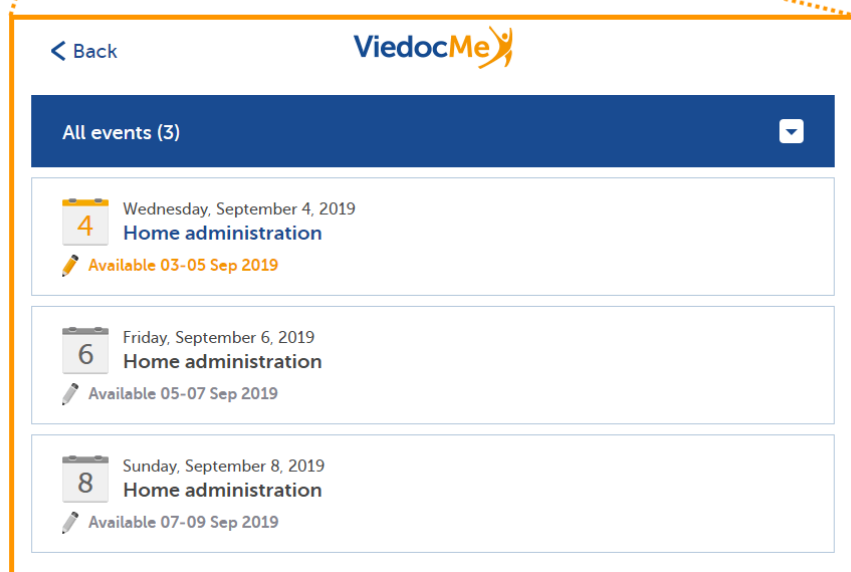 Back
ViedocMe
All events (3)
4
Wednesday, September 4, 2019
Home administration
Available 03-05 Sep 2019
6
Friday, September 6, 2019
Home administration
Available 05-07 Sep 2019
8
Sunday, September 8, 2019
Home administration
Available 07-09 Sep 2019